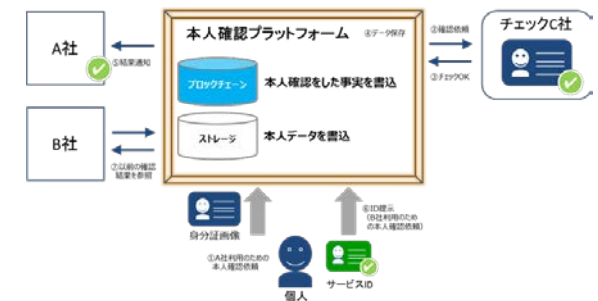 本人確認プラットフォーム
④データ保存
②確認依頼
チェックC社
A社
⑤結果通知
③チェックOK
ブロックチェーン
本人確認をした事実を書込
B社
ストレージ
本人データを書込
⑦以前の確認
結果を参照
⑥ID提示
(B社利用のため
の本人確認依頼)
身分証画像
①A社利用のための
本人確認依頼
サービスID
個人